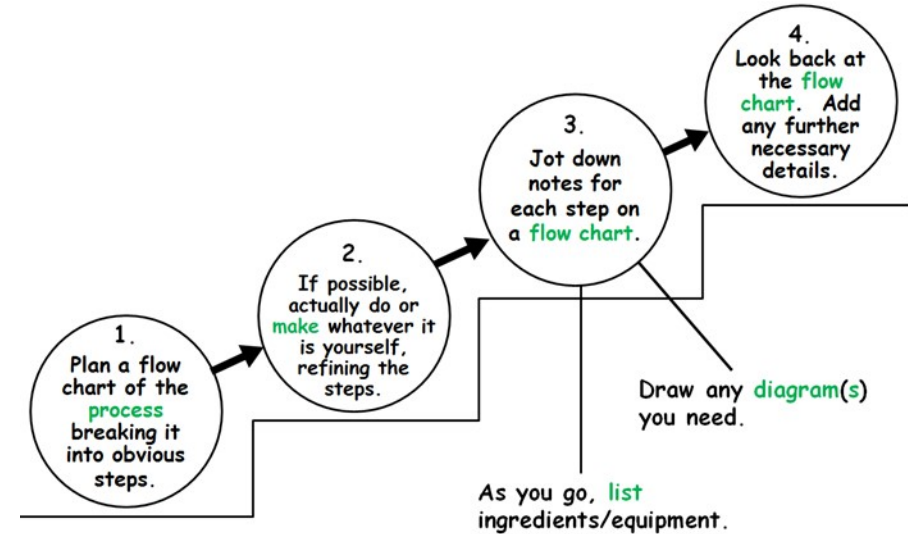 1.
Plan a flow
chart of the
process
breaking it
into obvious
steps.
2.
If possible,
actually do or
make whatever it
is yourself,
refining the
steps.
3.
Jot down
notes for
each step on
a flow chart.
4.
Look back at
the flow
chart. Add
any further
necessary
details.
Draw any diagram(s)
you need.
As you go, list
ingredients/equipment.